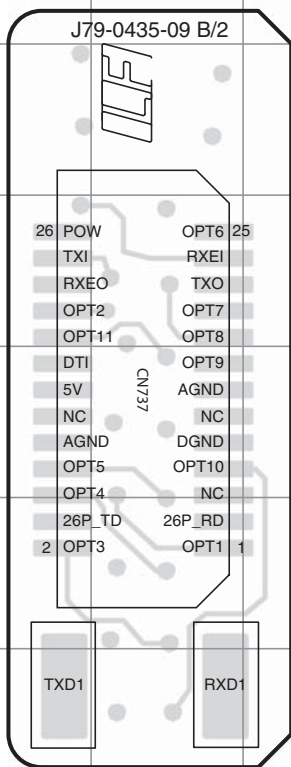 J79-0435-09 B/2
26 POW OPT6 25
TXI RXEI
RXEO TXO
OPT2 OPT7
OPT11 OPT8
DTI OPT9
5V AGND
CN737
NC NC
AGND DGND
OPT5 OPT10
OPT4 NC
26P_TD 26P_RD
2 OPT3 OPT1 1
TXD1 RXD1